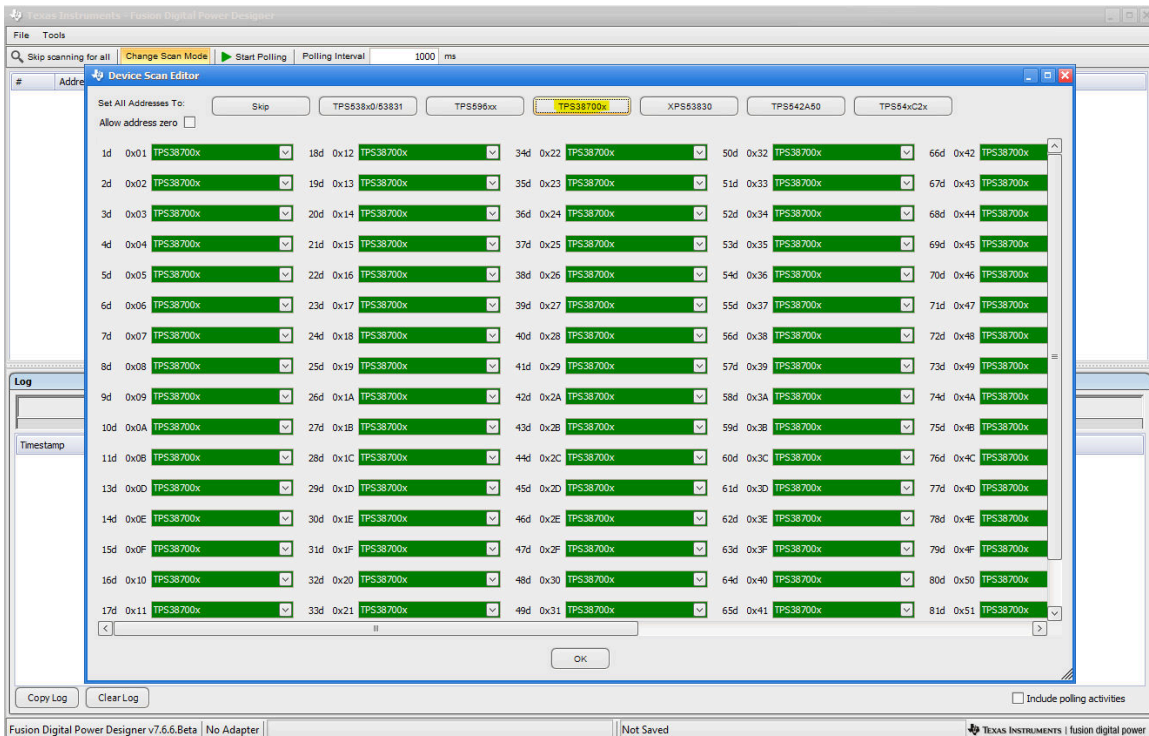 Texas Instruments - Fusion Digital Power Designer
File Tools
Skip scanning for all Change Scan Mode Start Polling Polling Interval 1000 ms
# Addre
Device Scan Editor
Set All Addresses To: Skip TPS538x0/53831 TPS596xx TPS38700x XPS53830 TPS542A50 TPS54xC2x
Allow address zero
1d 0x01 TPS38700x 18d 0x12 TPS38700x 34d 0x22 TPS38700x 50d 0x32 TPS38700x 66d 0x42 TPS38700x
2d 0x02 TPS38700x 19d 0x13 TPS38700x 35d 0x23 TPS38700x 51d 0x33 TPS38700x 67d 0x43 TPS38700x
3d 0x03 TPS38700x 20d 0x14 TPS38700x 36d 0x24 TPS38700x 52d 0x34 TPS38700x 68d 0x44 TPS38700x
4d 0x04 TPS38700x 21d 0x15 TPS38700x 37d 0x25 TPS38700x 53d 0x35 TPS38700x 69d 0x45 TPS38700x
5d 0x05 TPS38700x 22d 0x16 TPS38700x 38d 0x26 TPS38700x 54d 0x36 TPS38700x 70d 0x46 TPS38700x
6d 0x06 TPS38700x 23d 0x17 TPS38700x 39d 0x27 TPS38700x 55d 0x37 TPS38700x 71d 0x47 TPS38700x
7d 0x07 TPS38700x 24d 0x18 TPS38700x 40d 0x28 TPS38700x 56d 0x38 TPS38700x 72d 0x48 TPS38700x
8d 0x08 TPS38700x 25d 0x19 TPS38700x 41d 0x29 TPS38700x 57d 0x39 TPS38700x 73d 0x49 TPS38700x
Log
9d 0x09 TPS38700x 26d 0x1A TPS38700x 42d 0x2A TPS38700x 58d 0x3A TPS38700x 74d 0x4A TPS38700x
10d 0x0A TPS38700x 27d 0x1B TPS38700x 43d 0x2B TPS38700x 59d 0x3B TPS38700x 75d 0x4B TPS38700x
Timestamp
11d 0x0B TPS38700x 28d 0x1C TPS38700x 44d 0x2C TPS38700x 60d 0x3C TPS38700x 76d 0x4C TPS38700x
13d 0x0D TPS38700x 29d 0x1D TPS38700x 45d 0x2D TPS38700x 61d 0x3D TPS38700x 77d 0x4D TPS38700x
14d 0x0E TPS38700x 30d 0x1E TPS38700x 46d 0x2E TPS38700x 62d 0x3E TPS38700x 78d 0x4E TPS38700x
15d 0x0F TPS38700x 31d 0x1F TPS38700x 47d 0x2F TPS38700x 63d 0x3F TPS38700x 79d 0x4F TPS38700x
16d 0x10 TPS38700x 32d 0x20 TPS38700x 48d 0x30 TPS38700x 64d 0x40 TPS38700x 80d 0x50 TPS38700x
17d 0x11 TPS38700x 33d 0x21 TPS38700x 49d 0x31 TPS38700x 65d 0x41 TPS38700x 81d 0x51 TPS38700x
OK
Copy Log Clear Log Include polling activities
Fusion Digital Power Designer v7.6.6.Beta No Adapter Not Saved TEXAS INSTRUMENTS | fusion digital power